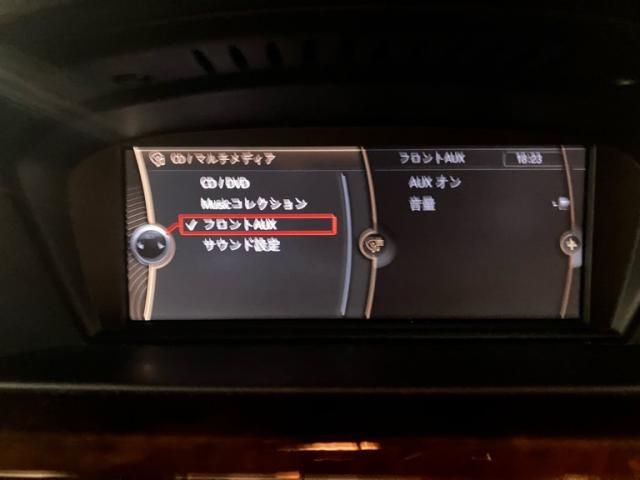 CD / マルチメディア
CD / DVD
Musicコレクション
フロントAUX
サウンド設定
フロントAUX
18:23
AUX オン
音量